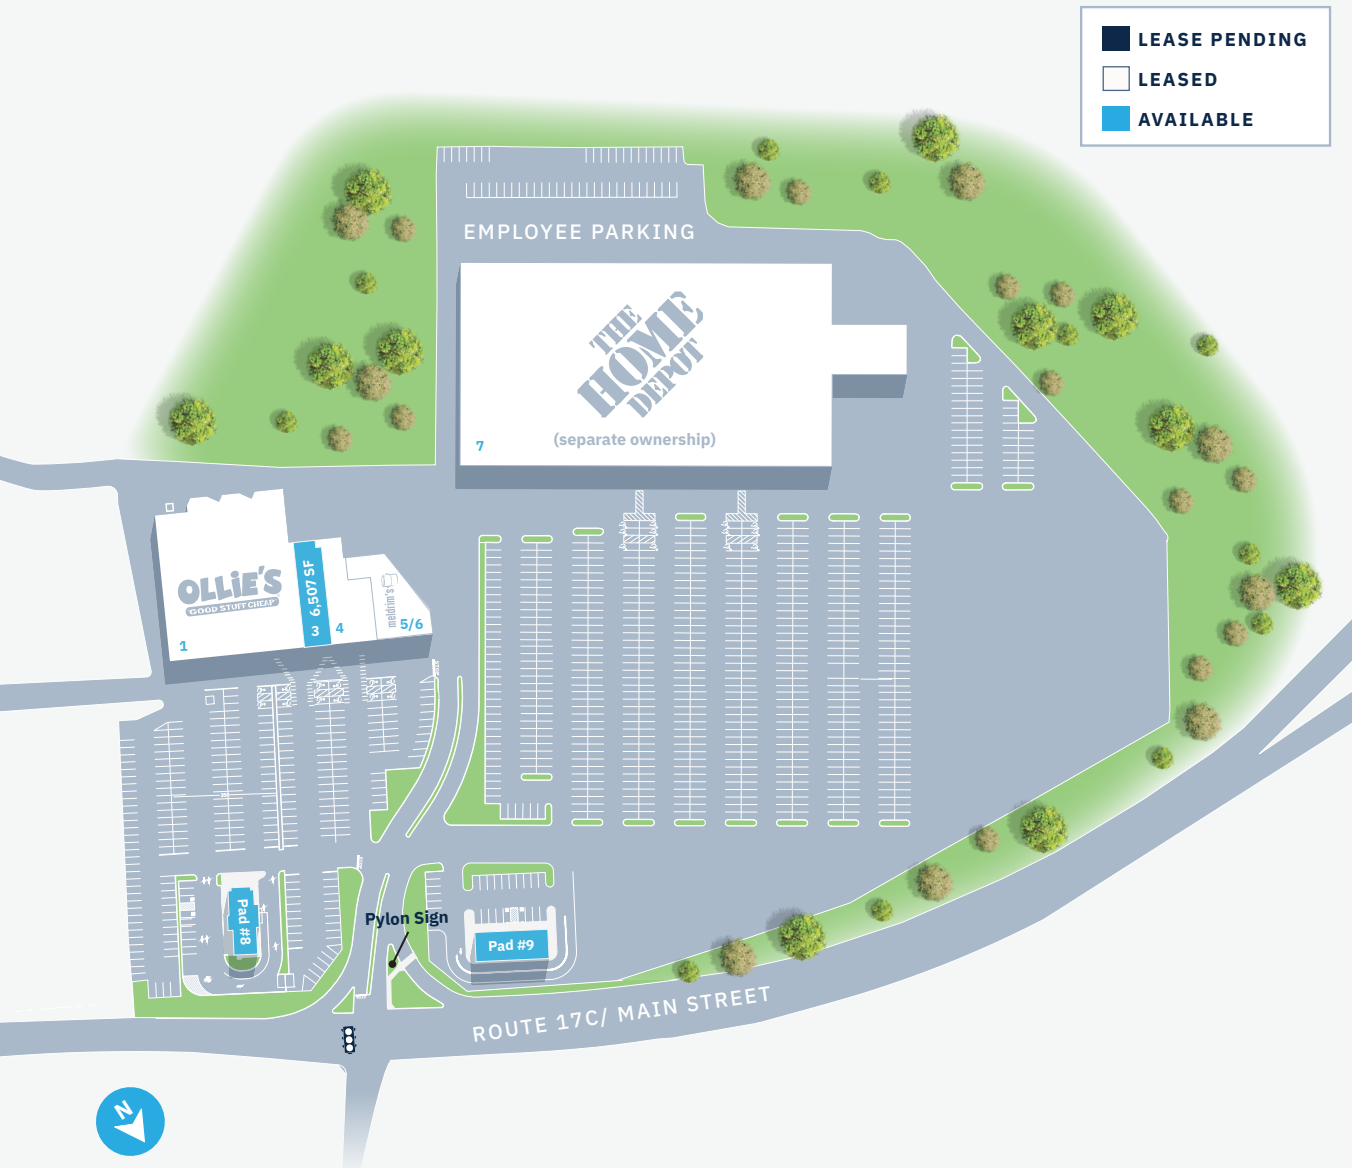 LEASE PENDING
LEASED
AVAILABLE
EMPLOYEE PARKING
THE
HOME
DEPOT
(separate ownership)
7
OLLiE'S
GOOD STUFF CHEAP
1
6,507 SF
3
4
meldrim's
5/6
Pylon Sign
Pad #8
Pad #9
ROUTE 17C/ MAIN STREET
N